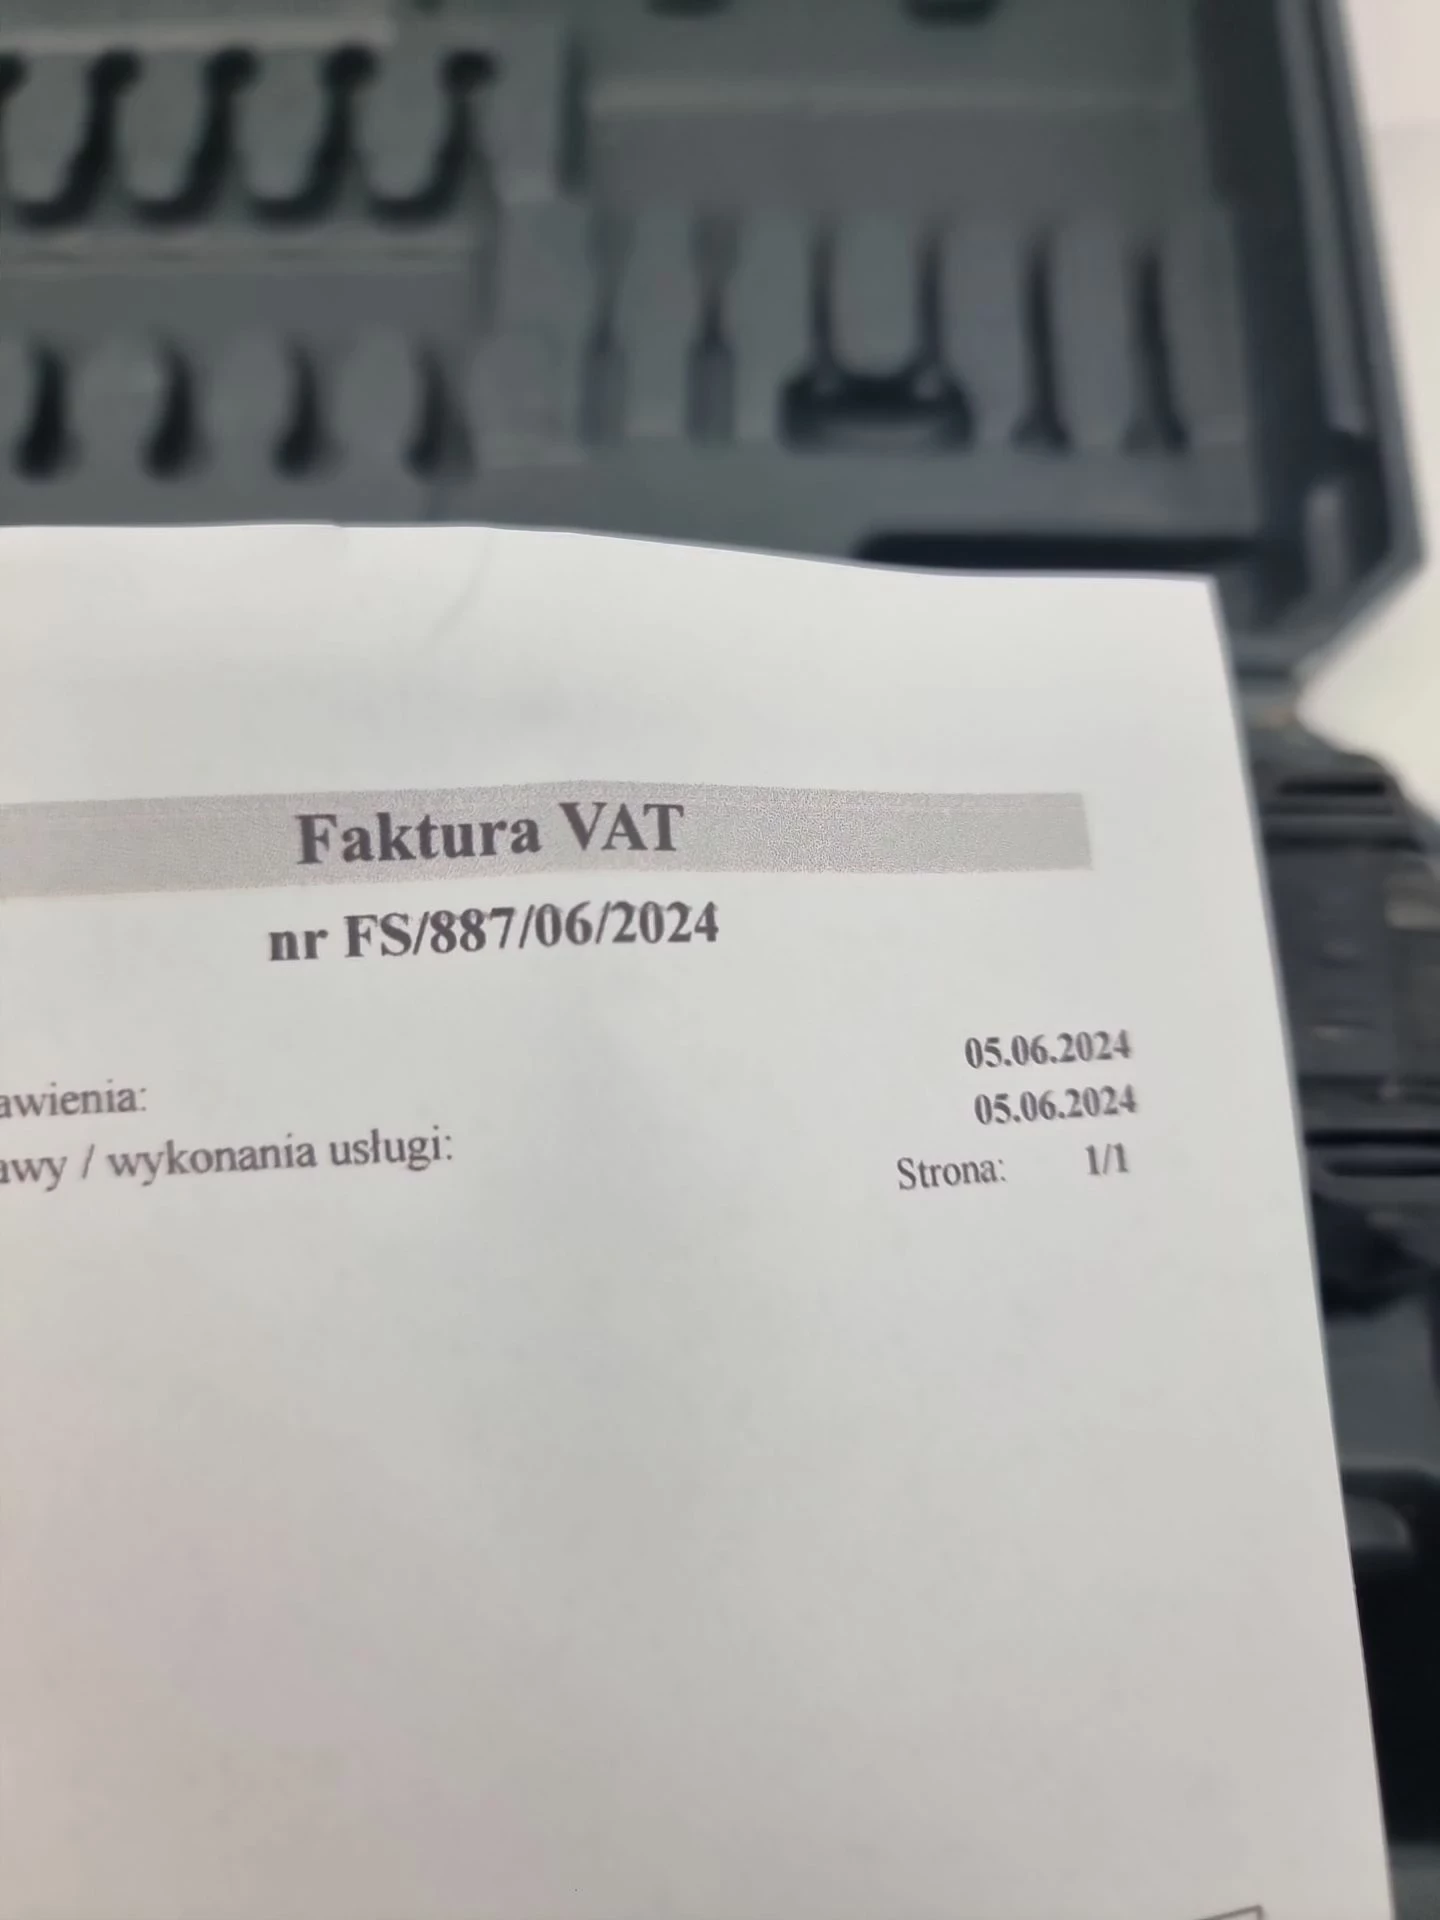 Faktura VAT
nr FS/887/06/2024
05.06.2024
awienia: 05.06.2024
awy / wykonania usługi: Strona: 1/1